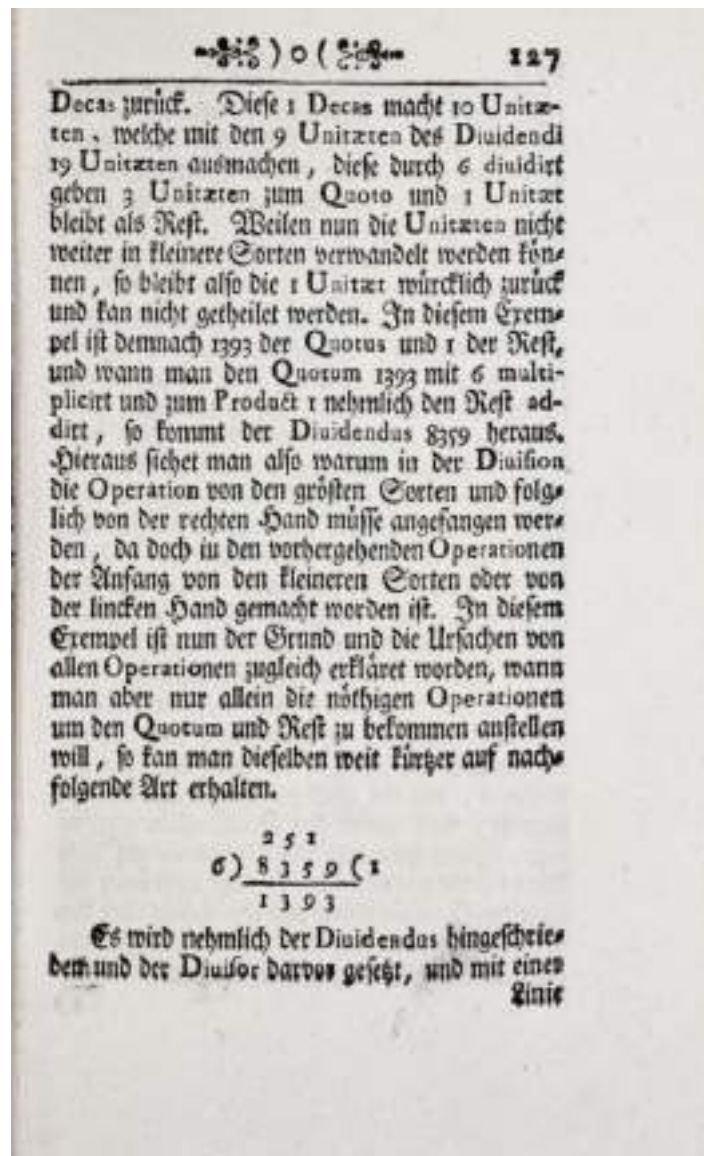 ) o ( 127
Decas zurück. Diese 1 Decas macht 10 Unitæ-
ten, welche mit den 9 Unitæten des Diuidendi
19 Unitæten ausmachen, diese durch 6 diuidirt
geben 3 Unitæten zum Quoto und 1 Unitæt
bleibt als Rest. Weilen nun die Unitæten nicht
weiter in kleinere Sorten verwandelt werden kön-
nen, so bleibt also die 1 Unitæt würcklich zurück
und kan nicht getheilet werden. In diesem Exem-
pel ist demnach 1393 der Quotus und 1 der Rest,
und wann man den Quotum 1393 mit 6 multi-
plicirt und zum Product 1 nehmlich den Rest ad-
dirt, so kommt der Diuidendus 8359 heraus.
Hieraus siehet man also warum in der Diuision
die Operation von den grösten Sorten und folg-
lich von der rechten Hand müsse angefangen wer-
den, da doch in den vorhergehenden Operationen
der Anfang von den kleineren Sorten oder von
der lincken Hand gemacht worden ist. In diesem
Exempel ist nun der Grund und die Ursachen von
allen Operationen zugleich erkläret worden, wann
man aber nur allein die nöthigen Operationen
um den Quotum und Rest zu bekommen anstellen
will, so kan man dieselben weit kürtzer auf nach-
folgende Art erhalten.
2 5 1
6) 8 3 5 9 (1
1 3 9 3
Es wird nehmlich der Diuidendus hingeschrie-
ben und der Diuisor darvor gesetzt, und mit einer
Linie